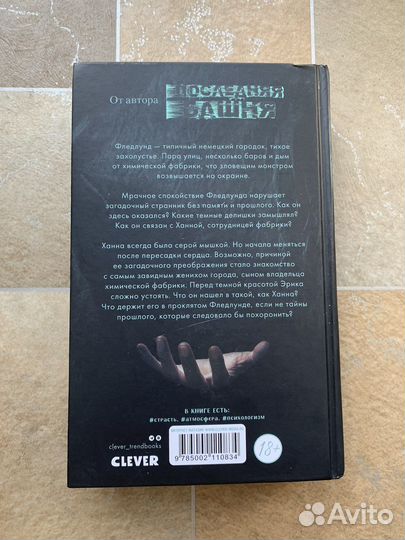 От автора
ПОСЛЕДНЯЯ
БАШНЯ
Фледлунд — типичный немецкий городок, тихое
захолустье. Пара улиц, несколько баров и дым
от химической фабрики, что зловещим монстром
возвышается на окраине.
Мрачное спокойствие Фледлунда нарушает
загадочный странник без памяти и прошлого. Как он
здесь оказался? Какие темные делишки замышлял?
Как он связан с Ханной, сотрудницей фабрики?
Ханна всегда была серой мышкой. Но начала меняться
после пересадки сердца. Возможно, причиной
ее загадочного преображения стало знакомство
с самым завидным женихом города, сыном владельца
химической фабрики. Перед темной красотой Эрика
сложно устоять. Что он нашел в такой, как Ханна?
Что держит его в проклятом Фледлунде, если не тайны
прошлого, которые следовало бы похоронить?
В КНИГЕ ЕСТЬ:
#страсть, #атмосфера, #психологизм
clever_trendbooks
CLEVER
9 785002 110834
18+
Avito